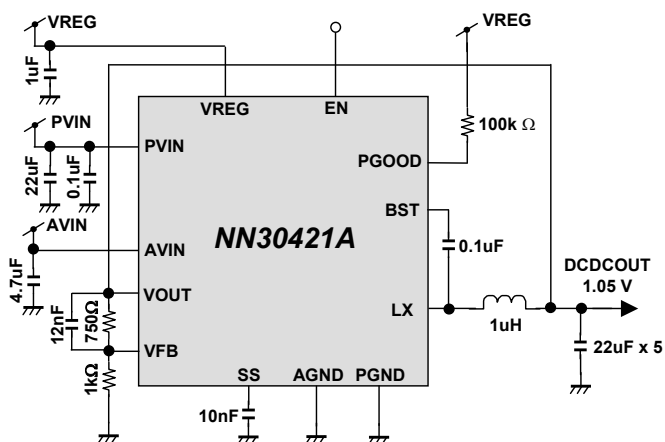 VREG
1uF
VREG
100k Ω
VREG
EN
PVIN
22uF
0.1uF
PVIN
PGOOD
BST
0.1uF
AVIN
4.7uF
AVIN
NN30421A
12nF
750Ω
VOUT
LX
1uH
DCDCOUT
1.05 V
22uF x 5
VFB
1kΩ
SS
AGND
PGND
10nF